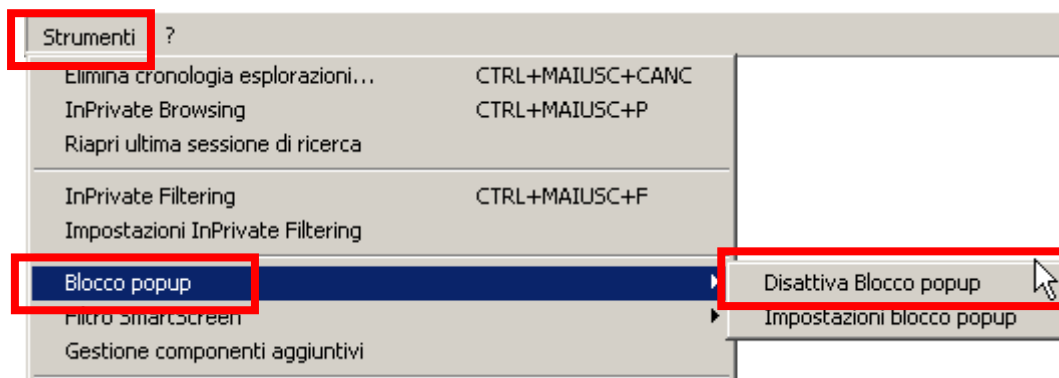 Strumenti ?
Elimina cronologia esplorazioni... CTRL+MAIUSC+CANC
InPrivate Browsing CTRL+MAIUSC+P
Riapri ultima sessione di ricerca
InPrivate Filtering CTRL+MAIUSC+F
Impostazioni InPrivate Filtering
Blocco popup Disattiva Blocco popup
Filtro SmartScreen Impostazioni blocco popup
Gestione componenti aggiuntivi